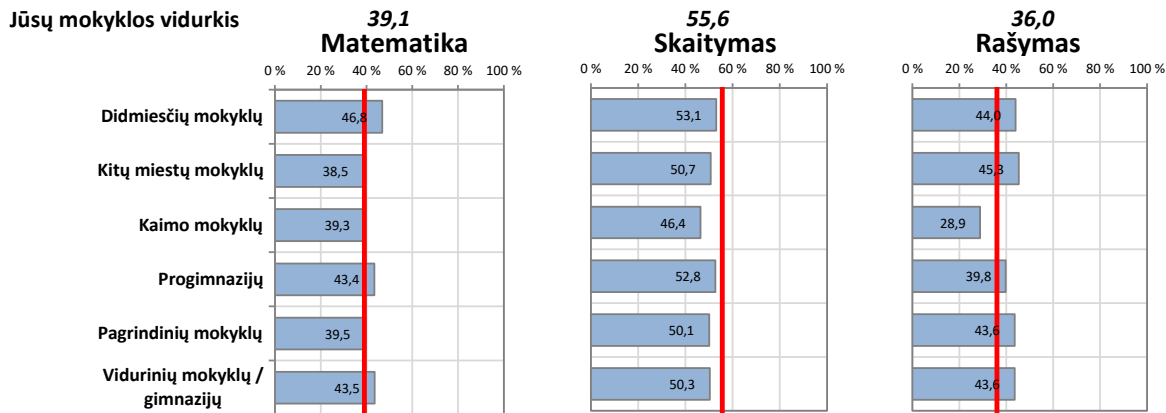 Jūsų mokyklos vidurkis
39,1
55,6
36,0
Matematika
Skaitymas
Rašymas
0 % 20 % 40 % 60 % 80 % 100 %
0 % 20 % 40 % 60 % 80 % 100 %
0 % 20 % 40 % 60 % 80 % 100 %
Didmiesčių mokyklų
46,8
53,1
44,0
Kitų miestų mokyklų
38,5
50,7
45,3
Kaimo mokyklų
39,3
46,4
28,9
Progimnazijų
43,4
52,8
39,8
Pagrindinių mokyklų
39,5
50,1
43,6
Vidurinių mokyklų /
gimnazijų
43,5
50,3
43,6